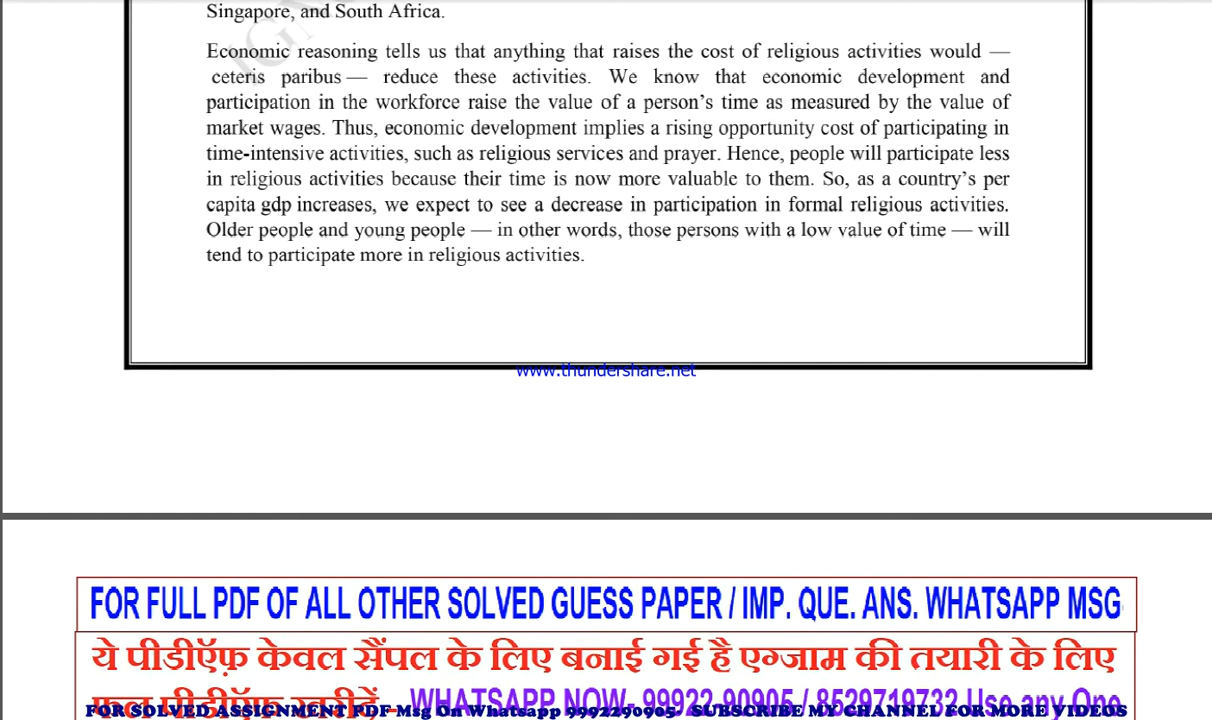 Singapore, and South Africa.
Economic reasoning tells us that anything that raises the cost of religious activities would —
ceteris paribus — reduce these activities. We know that economic development and
participation in the workforce raise the value of a person's time as measured by the value of
market wages. Thus, economic development implies a rising opportunity cost of participating in
time-intensive activities, such as religious services and prayer. Hence, people will participate less
in religious activities because their time is now more valuable to them. So, as a country's per
capita gdp increases, we expect to see a decrease in participation in formal religious activities.
Older people and young people — in other words, those persons with a low value of time — will
tend to participate more in religious activities.
www.thundershare.net
FOR FULL PDF OF ALL OTHER SOLVED GUESS PAPER / IMP. QUE. ANS. WHATSAPP MSG
ये पीडीऍफ़ केवल सैंपल के लिए बनाई गई है एग्जाम की तयारी के लिए
फुल पीडीऍफ़ खरीदें - WHATSAPP NOW- 99922-90905 / 8529719732 Use any One
FOR SOLVED ASSIGNMENT PDF-Msg On Whatsapp 9992290905 SUBSCRIBE MY CHANNEL FOR MORE VIDEOS